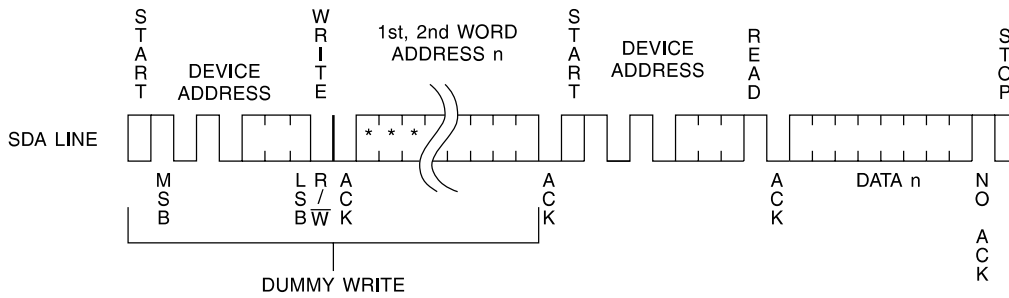 START
WRITE
1st, 2nd WORD
ADDRESS n
START
READ
STOP
DEVICE
ADDRESS
DEVICE
ADDRESS
SDA LINE
* * *
MSB
LSB
R/W
ACK
ACK
ACK
DATA n
NO ACK
DUMMY WRITE